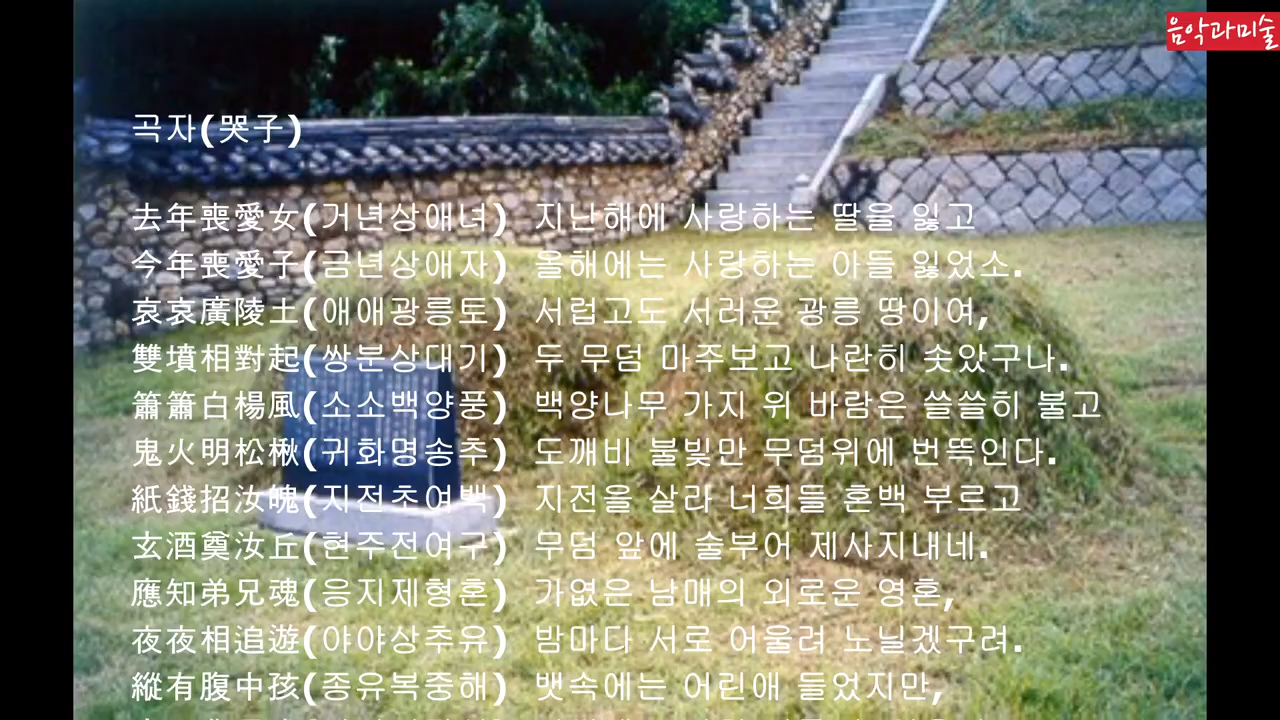 음악과미술
곡자(哭子)
去年喪愛女(거년상애녀) 지난해에 사랑하는 딸을 잃고
今年喪愛子(금년상애자) 올해에는 사랑하는 아들 잃었소.
哀哀廣陵土(애애광릉토) 서럽고도 서러운 광릉 땅이여,
雙墳相對起(쌍분상대기) 두 무덤 마주보고 나란히 솟았구나.
簫簫白楊風(소소백양풍) 백양나무 가지 위 바람은 쓸쓸히 불고
鬼火明松楸(귀화명송추) 도깨비 불빛만 무덤위에 번뜩인다.
紙錢招汝魄(지전초여백) 지전을 살라 너희들 혼백 부르고
玄酒奠汝丘(현주전여구) 무덤 앞에 술부어 제사지내네.
應知弟兄魂(응지제형혼) 가엾은 남매의 외로운 영혼,
夜夜相追遊(야야상추유) 밤마다 서로 어울려 노닐겠구려.
縱有腹中孩(종유복중해) 뱃속에는 어린애 들었지만,